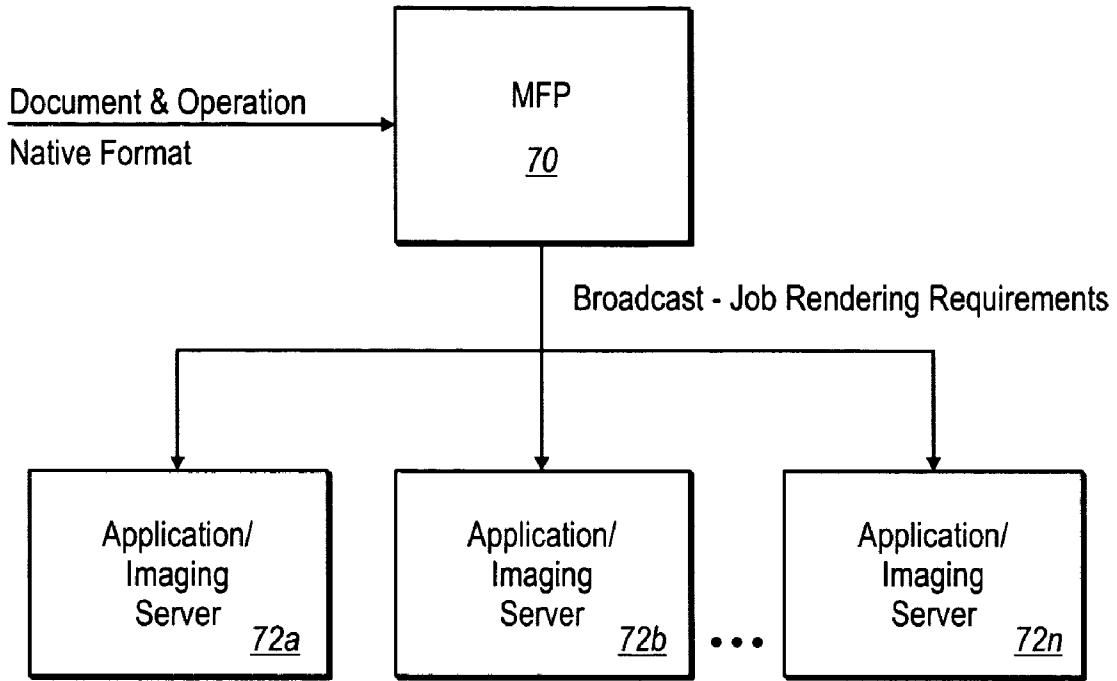 Document & Operation
Native Format
MFP
70
Broadcast - Job Rendering Requirements
Application/
Imaging
Server
72a
Application/
Imaging
Server
72b
•••
Application/
Imaging
Server
72n